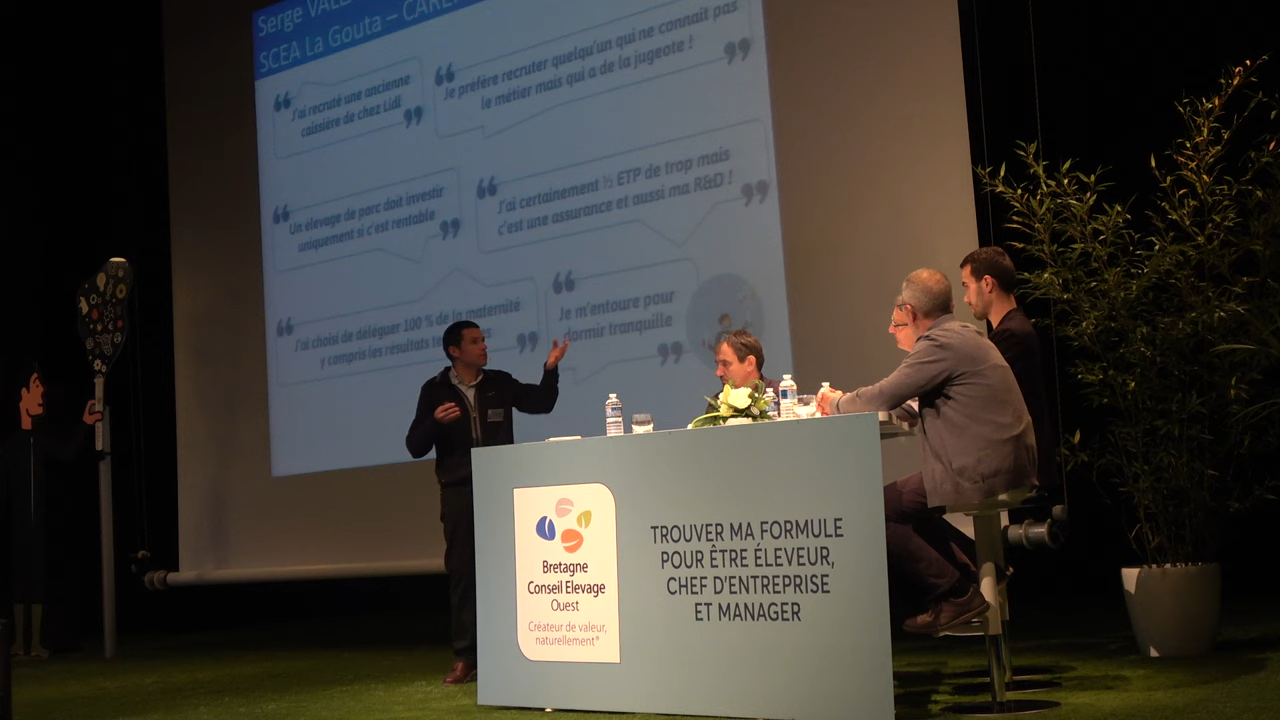 Serge
SCEA La Gouta –
J'ai recruté une ancienne
caissière de chez Lidl
Je préfère recruter quelqu'un qui ne connait pas
le métier mais qui a de la jugeote !
Un élevage de porc doit investir
uniquement si c'est rentable
J'ai certainement ½ ETP de trop mais
c'est une assurance et aussi ma R&D !
J'ai choisi de déléguer 100 % de la maternité
y compris les résultats
Je m'entoure pour
dormir tranquille
Bretagne
Conseil Elevage
Ouest
Créateur de valeur,
naturellement®
TROUVER MA FORMULE
POUR ÊTRE ÉLEVEUR,
CHEF D'ENTREPRISE
ET MANAGER